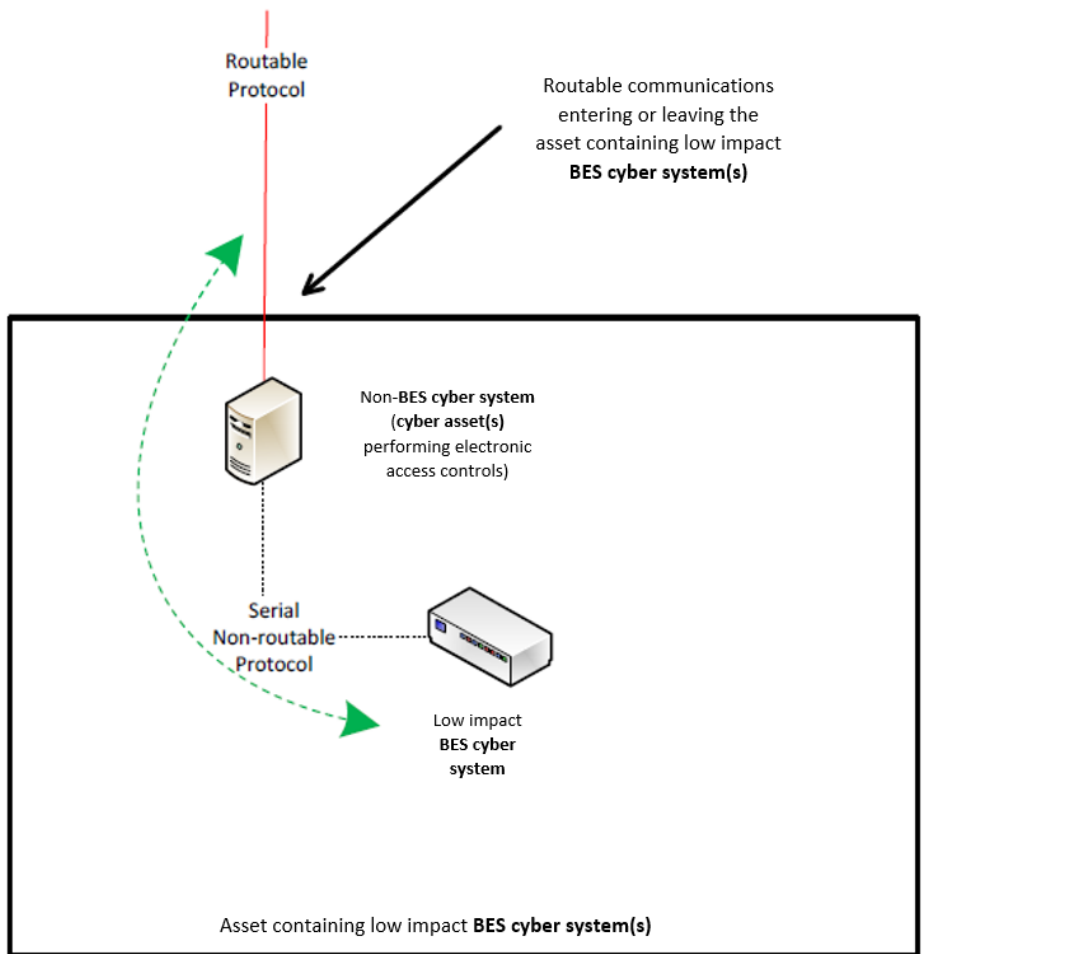 Routable
Protocol
Routable communications
entering or leaving the
asset containing low impact
BES cyber system(s)
Non-BES cyber system
(cyber asset(s)
performing electronic
access controls)
Serial
Non-routable
Protocol
Low impact
BES cyber
system
Asset containing low impact BES cyber system(s)